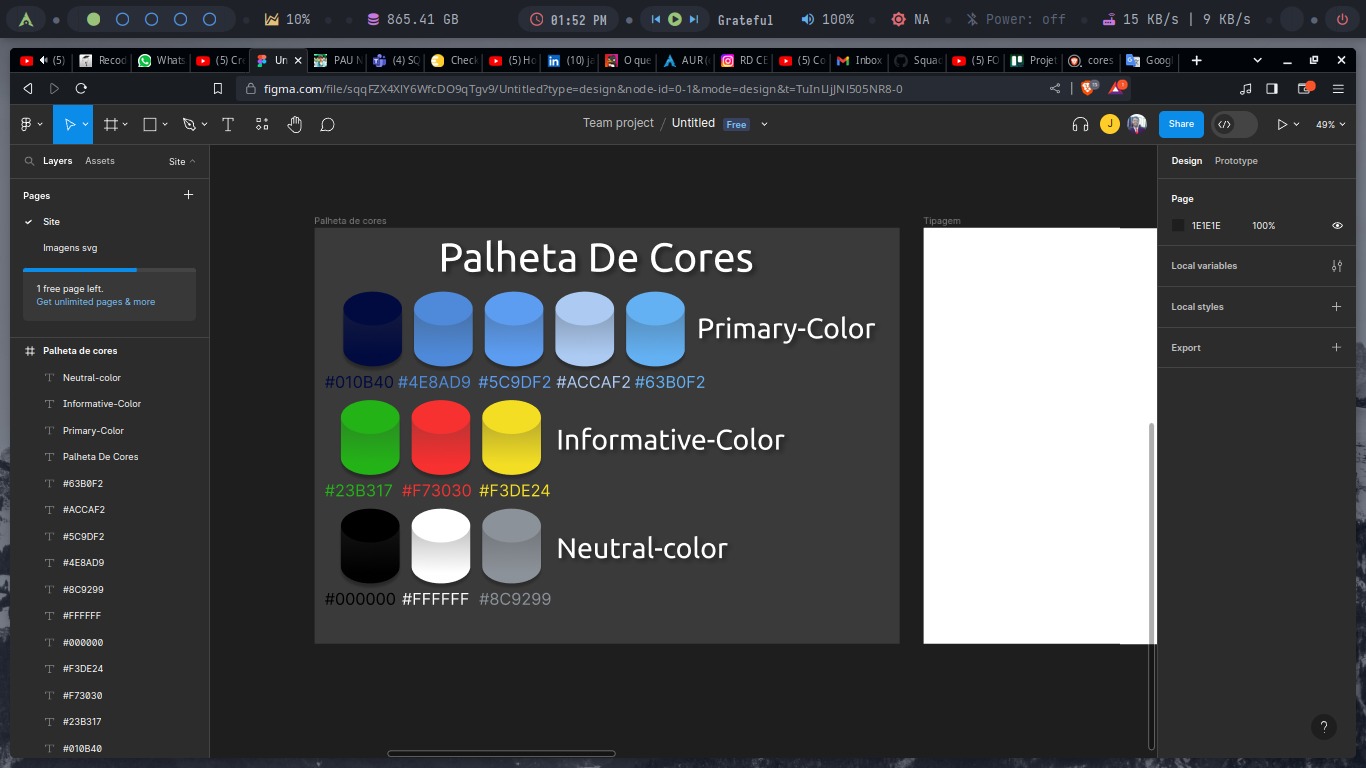 10%
865.41 GB
01:52 PM
Grateful
100%
NA
Power: off
15 KB/s | 9 KB/s
(5)
Recod
Whats
(5) Cre
Un
PAU N
(4) SQ
Check
(5) Ho
(10) ja
O que
AUR (
RD CE
(5) Co
Inbox
Squad
(5) FO
Projet
cores
Googl
figma.com/file/sqqFZX4XlY6WfcDO9qTgv9/Untitled?type=design&node-id=0-1&mode=design&t=TuInLljJNI505NR8-0
Team project / Untitled
Free
J
Share
49%
Layers
Assets
Site
Design
Prototype
Pages
Site
Imagens svg
1 free page left.
Get unlimited pages & more
Palheta de cores
Neutral-color
Informative-Color
Primary-Color
Palheta De Cores
#63B0F2
#ACCAF2
#5C9DF2
#4E8AD9
#8C9299
#FFFFFF
#000000
#F3DE24
#F73030
#23B317
#010B40
Palheta de cores
Palheta De Cores
Primary-Color
#010B40 #4E8AD9 #5C9DF2 #ACCAF2 #63B0F2
Informative-Color
#23B317 #F73030 #F3DE24
Neutral-color
#000000 #FFFFFF #8C9299
Tipagem
Page
1E1E1E
100%
Local variables
Local styles
Export
?